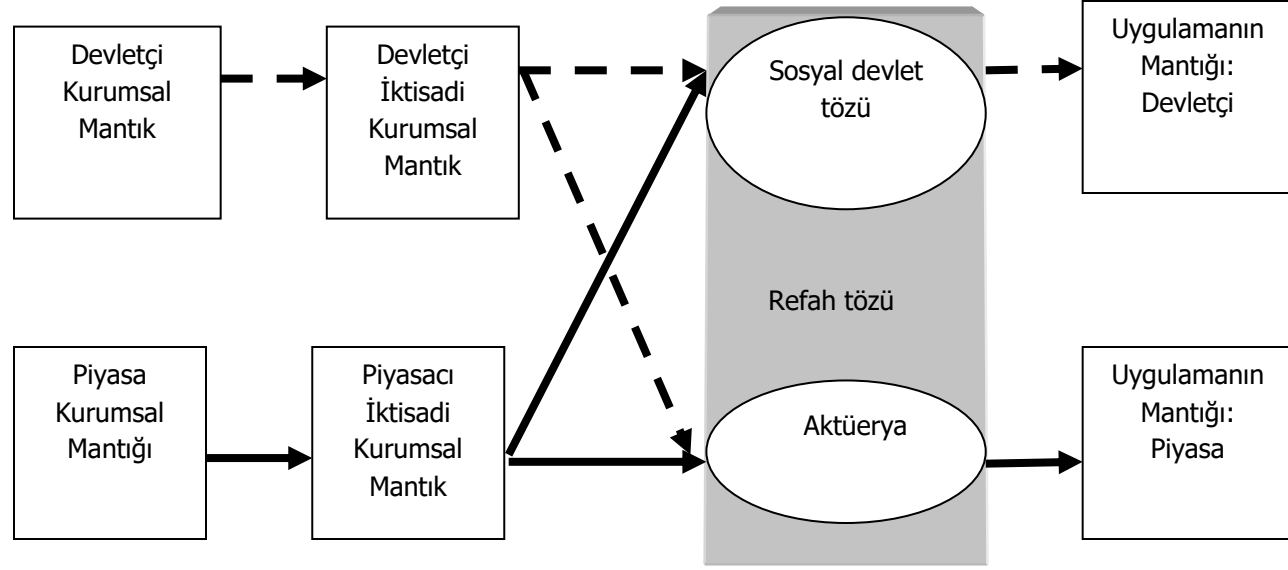 Devletçi
Kurumsal
Mantık
Devletçi
İktisadi
Kurumsal
Mantık
Sosyal devlet
tözü
Uygulamanın
Mantığı:
Devletçi
Refah tözü
Piyasa
Kurumsal
Mantığı
Piyasacı
İktisadi
Kurumsal
Mantık
Aktüerya
Uygulamanın
Mantığı:
Piyasa